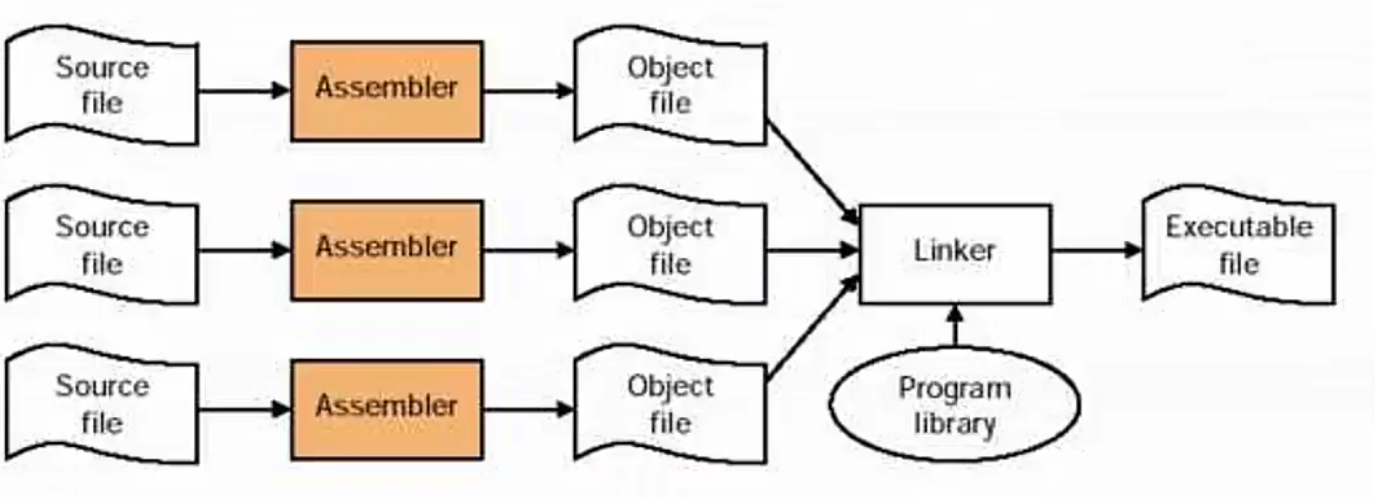 Source
file
Assembler
Object
file
Source
file
Assembler
Object
file
Linker
Executable
file
Source
file
Assembler
Object
file
Program
library